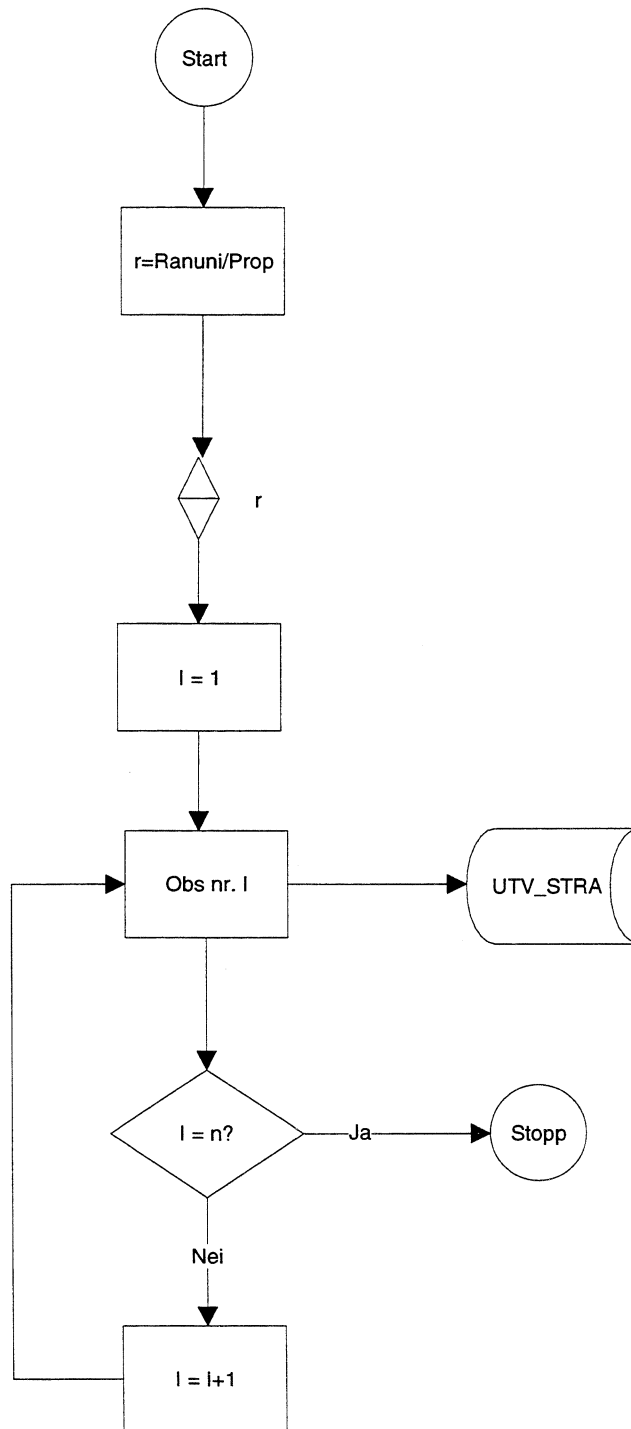 Start
r=Ranuni/Prop
r
I = 1
Obs nr. I
UTV_STRA
I = n?
Ja
Stopp
Nei
I = I+1